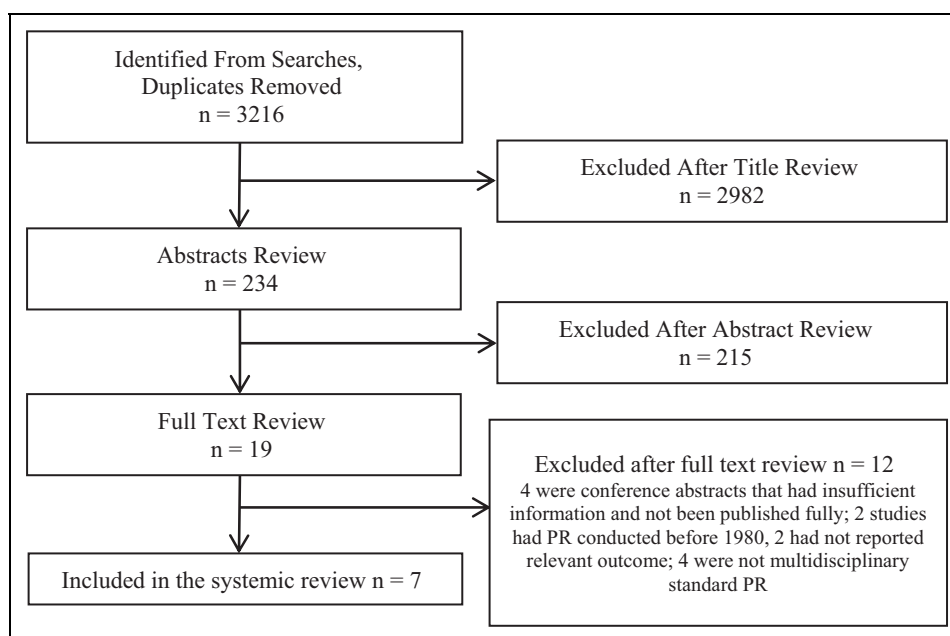 Identified From Searches,
Duplicates Removed
n = 3216
Excluded After Title Review
n = 2982
Abstracts Review
n = 234
Excluded After Abstract Review
n = 215
Full Text Review
n = 19
Excluded after full text review n = 12
4 were conference abstracts that had insufficient
information and not been published fully; 2 studies
had PR conducted before 1980, 2 had not reported
relevant outcome; 4 were not multidisciplinary
standard PR
Included in the systemic review n = 7